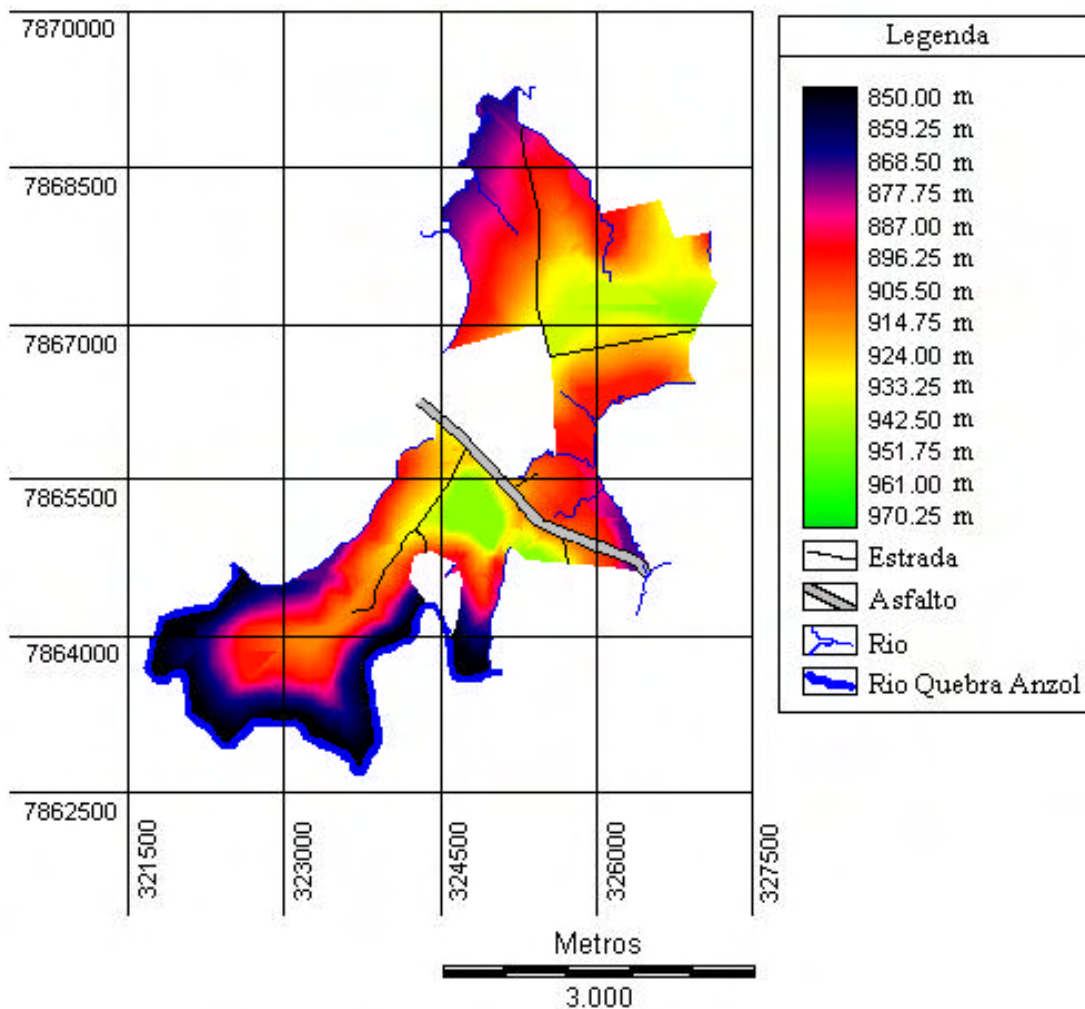 7870000
7868500
7867000
7865500
7864000
7862500
321500
323000
324500
326000
327500
Metros
3.000
Legenda
850.00 m
859.25 m
868.50 m
877.75 m
887.00 m
896.25 m
905.50 m
914.75 m
924.00 m
933.25 m
942.50 m
951.75 m
961.00 m
970.25 m
Estrada
Asfalto
Rio
Rio Quebra Anzol